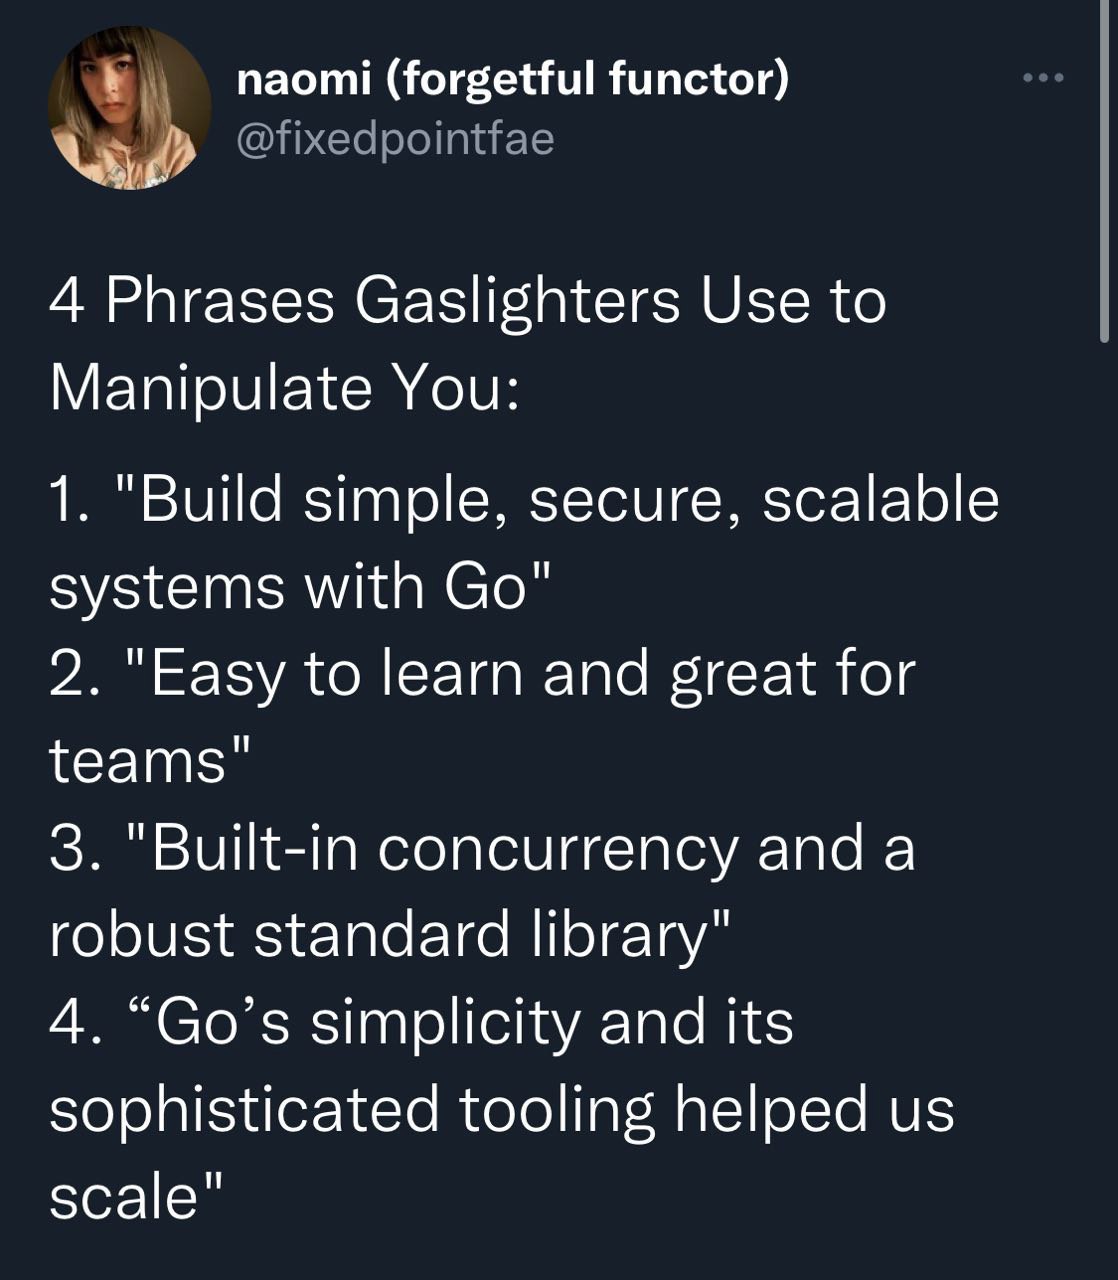 naomi (forgetful functor)
@fixedpointfae
4 Phrases Gaslighters Use to
Manipulate You:
1. "Build simple, secure, scalable
systems with Go"
2. "Easy to learn and great for
teams"
3. "Built-in concurrency and a
robust standard library"
4. “Go’s simplicity and its
sophisticated tooling helped us
scale"